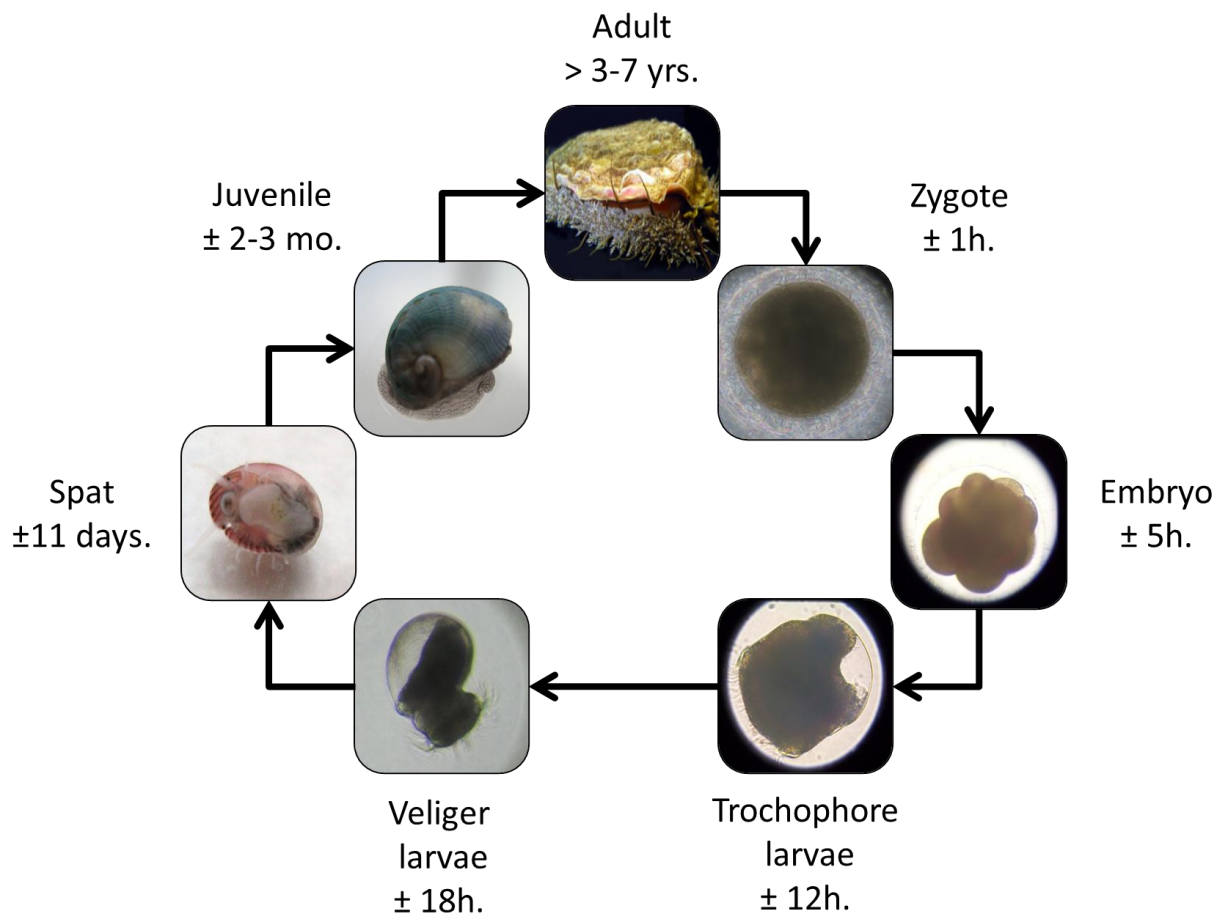 Adult
> 3-7 yrs.
Zygote
± 1h.
Embryo
± 5h.
Trochophore
larvae
± 12h.
Veliger
larvae
± 18h.
Spat
±11 days.
Juvenile
± 2-3 mo.